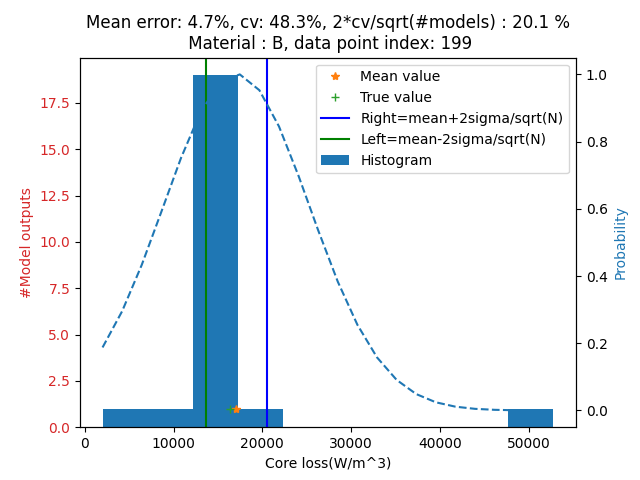 Mean error: 4.7%, cv: 48.3%, 2*cv/sqrt(#models) : 20.1 %
Material : B, data point index: 199
Mean value
True value
Right=mean+2sigma/sqrt(N)
Left=mean-2sigma/sqrt(N)
Histogram
#Model outputs
17.5
15.0
12.5
10.0
7.5
5.0
2.5
0.0
1.0
0.8
0.6
0.4
0.2
0.0
Probability
0 10000 20000 30000 40000 50000
Core loss(W/m^3)